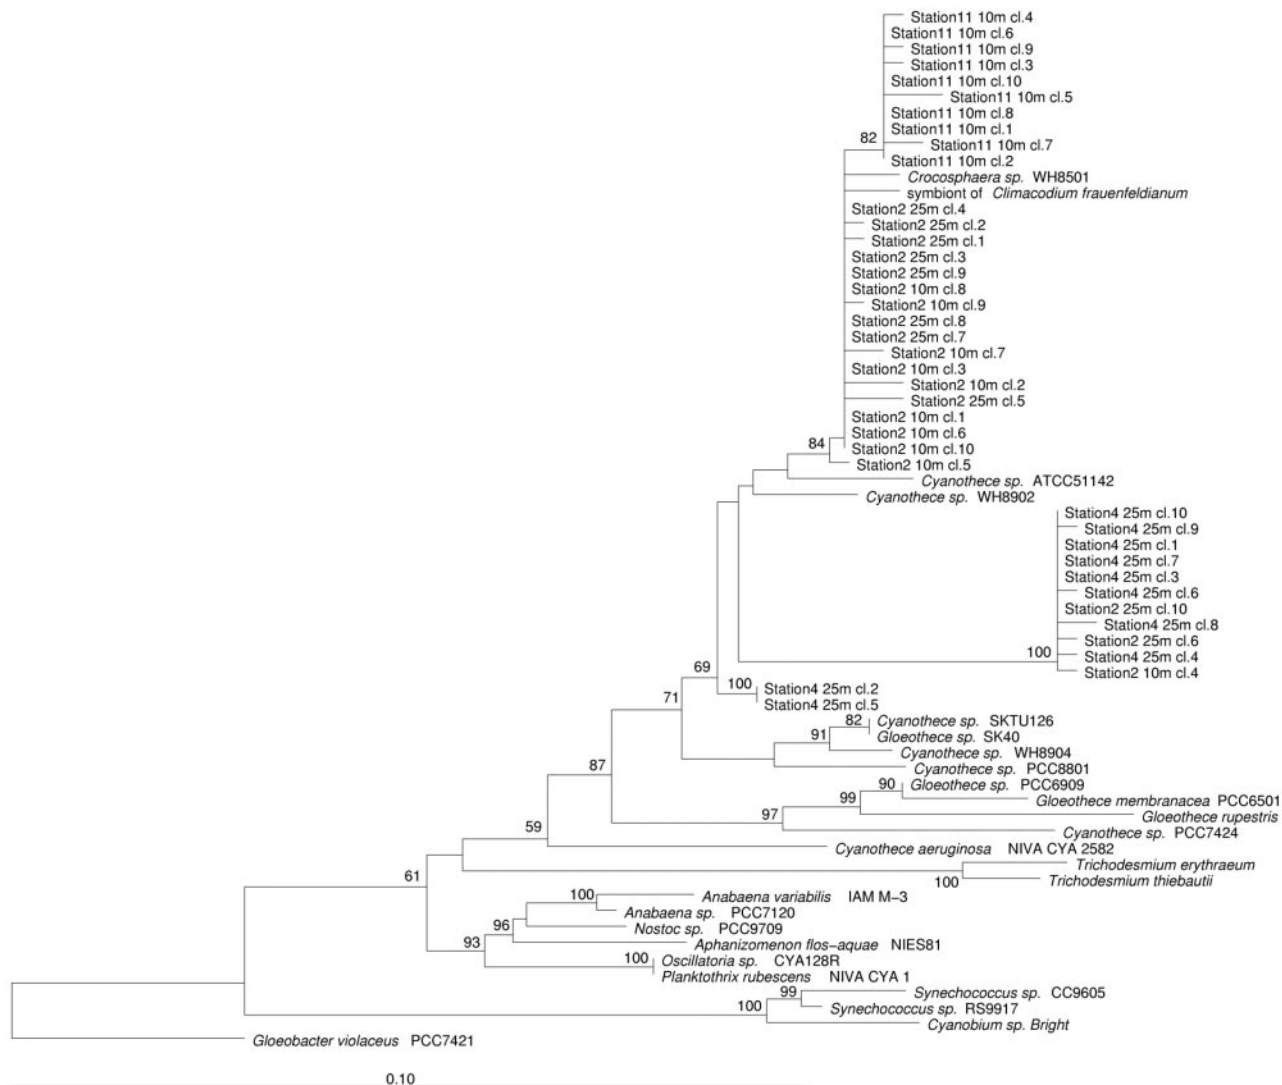 Station11 10m cl.4
Station11 10m cl.6
Station11 10m cl.9
Station11 10m cl.3
Station11 10m cl.10
Station11 10m cl.5
Station11 10m cl.8
Station11 10m cl.1
82
Station11 10m cl.7
Station11 10m cl.2
Crocosphaera sp. WH8501
symbiont of Climacodium frauenfeldianum
Station2 25m cl.4
Station2 25m cl.2
Station2 25m cl.1
Station2 25m cl.3
Station2 25m cl.9
Station2 10m cl.8
Station2 10m cl.9
Station2 25m cl.8
Station2 25m cl.7
Station2 10m cl.7
Station2 10m cl.3
Station2 10m cl.2
Station2 25m cl.5
Station2 10m cl.1
Station2 10m cl.6
84
Station2 10m cl.10
Station2 10m cl.5
Cyanothece sp. ATCC51142
Cyanothece sp. WH8902
Station4 25m cl.10
Station4 25m cl.9
Station4 25m cl.1
Station4 25m cl.7
Station4 25m cl.3
Station4 25m cl.6
Station2 25m cl.10
Station4 25m cl.8
Station2 25m cl.6
100
Station4 25m cl.4
Station2 10m cl.4
69
100
Station4 25m cl.2
71
Station4 25m cl.5
82
Cyanothece sp. SKTU126
91
Gloeothece sp. SK40
Cyanothece sp. WH8904
87
Cyanothece sp. PCC8801
90
Gloeothece sp. PCC6909
99
Gloeothece membranacea PCC6501
97
Gloeothece rupestris
59
Cyanothece sp. PCC7424
Cyanothece aeruginosa NIVA CYA 2582
Trichodesmium erythraeum
61
100
Trichodesmium thiebautii
100
Anabaena variabilis IAM M−3
Anabaena sp. PCC7120
96
Nostoc sp. PCC9709
93
Aphanizomenon flos−aquae NIES81
100
Oscillatoria sp. CYA128R
Planktothrix rubescens NIVA CYA 1
99
Synechococcus sp. CC9605
100
Synechococcus sp. RS9917
Cyanobium sp. Bright
Gloeobacter violaceus PCC7421
0.10